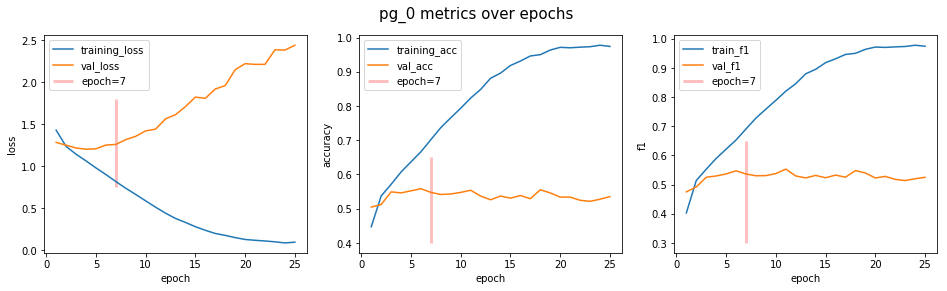 pg_0 metrics over epochs
training_loss
val_loss
epoch=7
2.5
2.0
1.5
1.0
0.5
0.0
loss
0 5 10 15 20 25
epoch
training_acc
val_acc
epoch=7
1.0
0.9
0.8
0.7
0.6
0.5
0.4
accuracy
0 5 10 15 20 25
epoch
train_f1
val_f1
epoch=7
1.0
0.9
0.8
0.7
0.6
0.5
0.4
0.3
f1
0 5 10 15 20 25
epoch